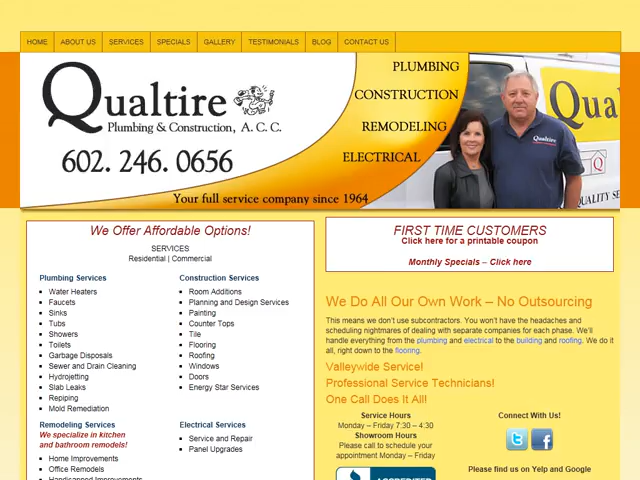 HOME ABOUT US SERVICES SPECIALS GALLERY TESTIMONIALS BLOG CONTACT US
Qualtire
Plumbing & Construction, A. C. C.
602. 246. 0656
PLUMBING
CONSTRUCTION
REMODELING
ELECTRICAL
Your full service company since 1964
Qua
Qualtire
QUALITY SE
We Offer Affordable Options!
SERVICES
Residential | Commercial
Plumbing Services
Water Heaters
Faucets
Sinks
Tubs
Showers
Toilets
Garbage Disposals
Sewer and Drain Cleaning
Hydrojetting
Slab Leaks
Repiping
Mold Remediation
Construction Services
Room Additions
Planning and Design Services
Painting
Counter Tops
Tile
Flooring
Roofing
Windows
Doors
Energy Star Services
Remodeling Services
We specialize in kitchen
and bathroom remodels!
Home Improvements
Office Remodels
Handicapped Improvements
Electrical Services
Service and Repair
Panel Upgrades
FIRST TIME CUSTOMERS
Click here for a printable coupon
Monthly Specials – Click here
We Do All Our Own Work – No Outsourcing
This means we don't use subcontractors. You won't have the headaches and
scheduling nightmares of dealing with separate companies for each phase. We'll
handle everything from the plumbing and electrical to the building and roofing. We do it
all, right down to the flooring.
Valleywide Service!
Professional Service Technicians!
One Call Does It All!
Service Hours
Monday – Friday 7:30 – 4:30
Showroom Hours
Please call to schedule your
appointment Monday – Friday
ACCREDITED
Connect With Us!
Please find us on Yelp and Google